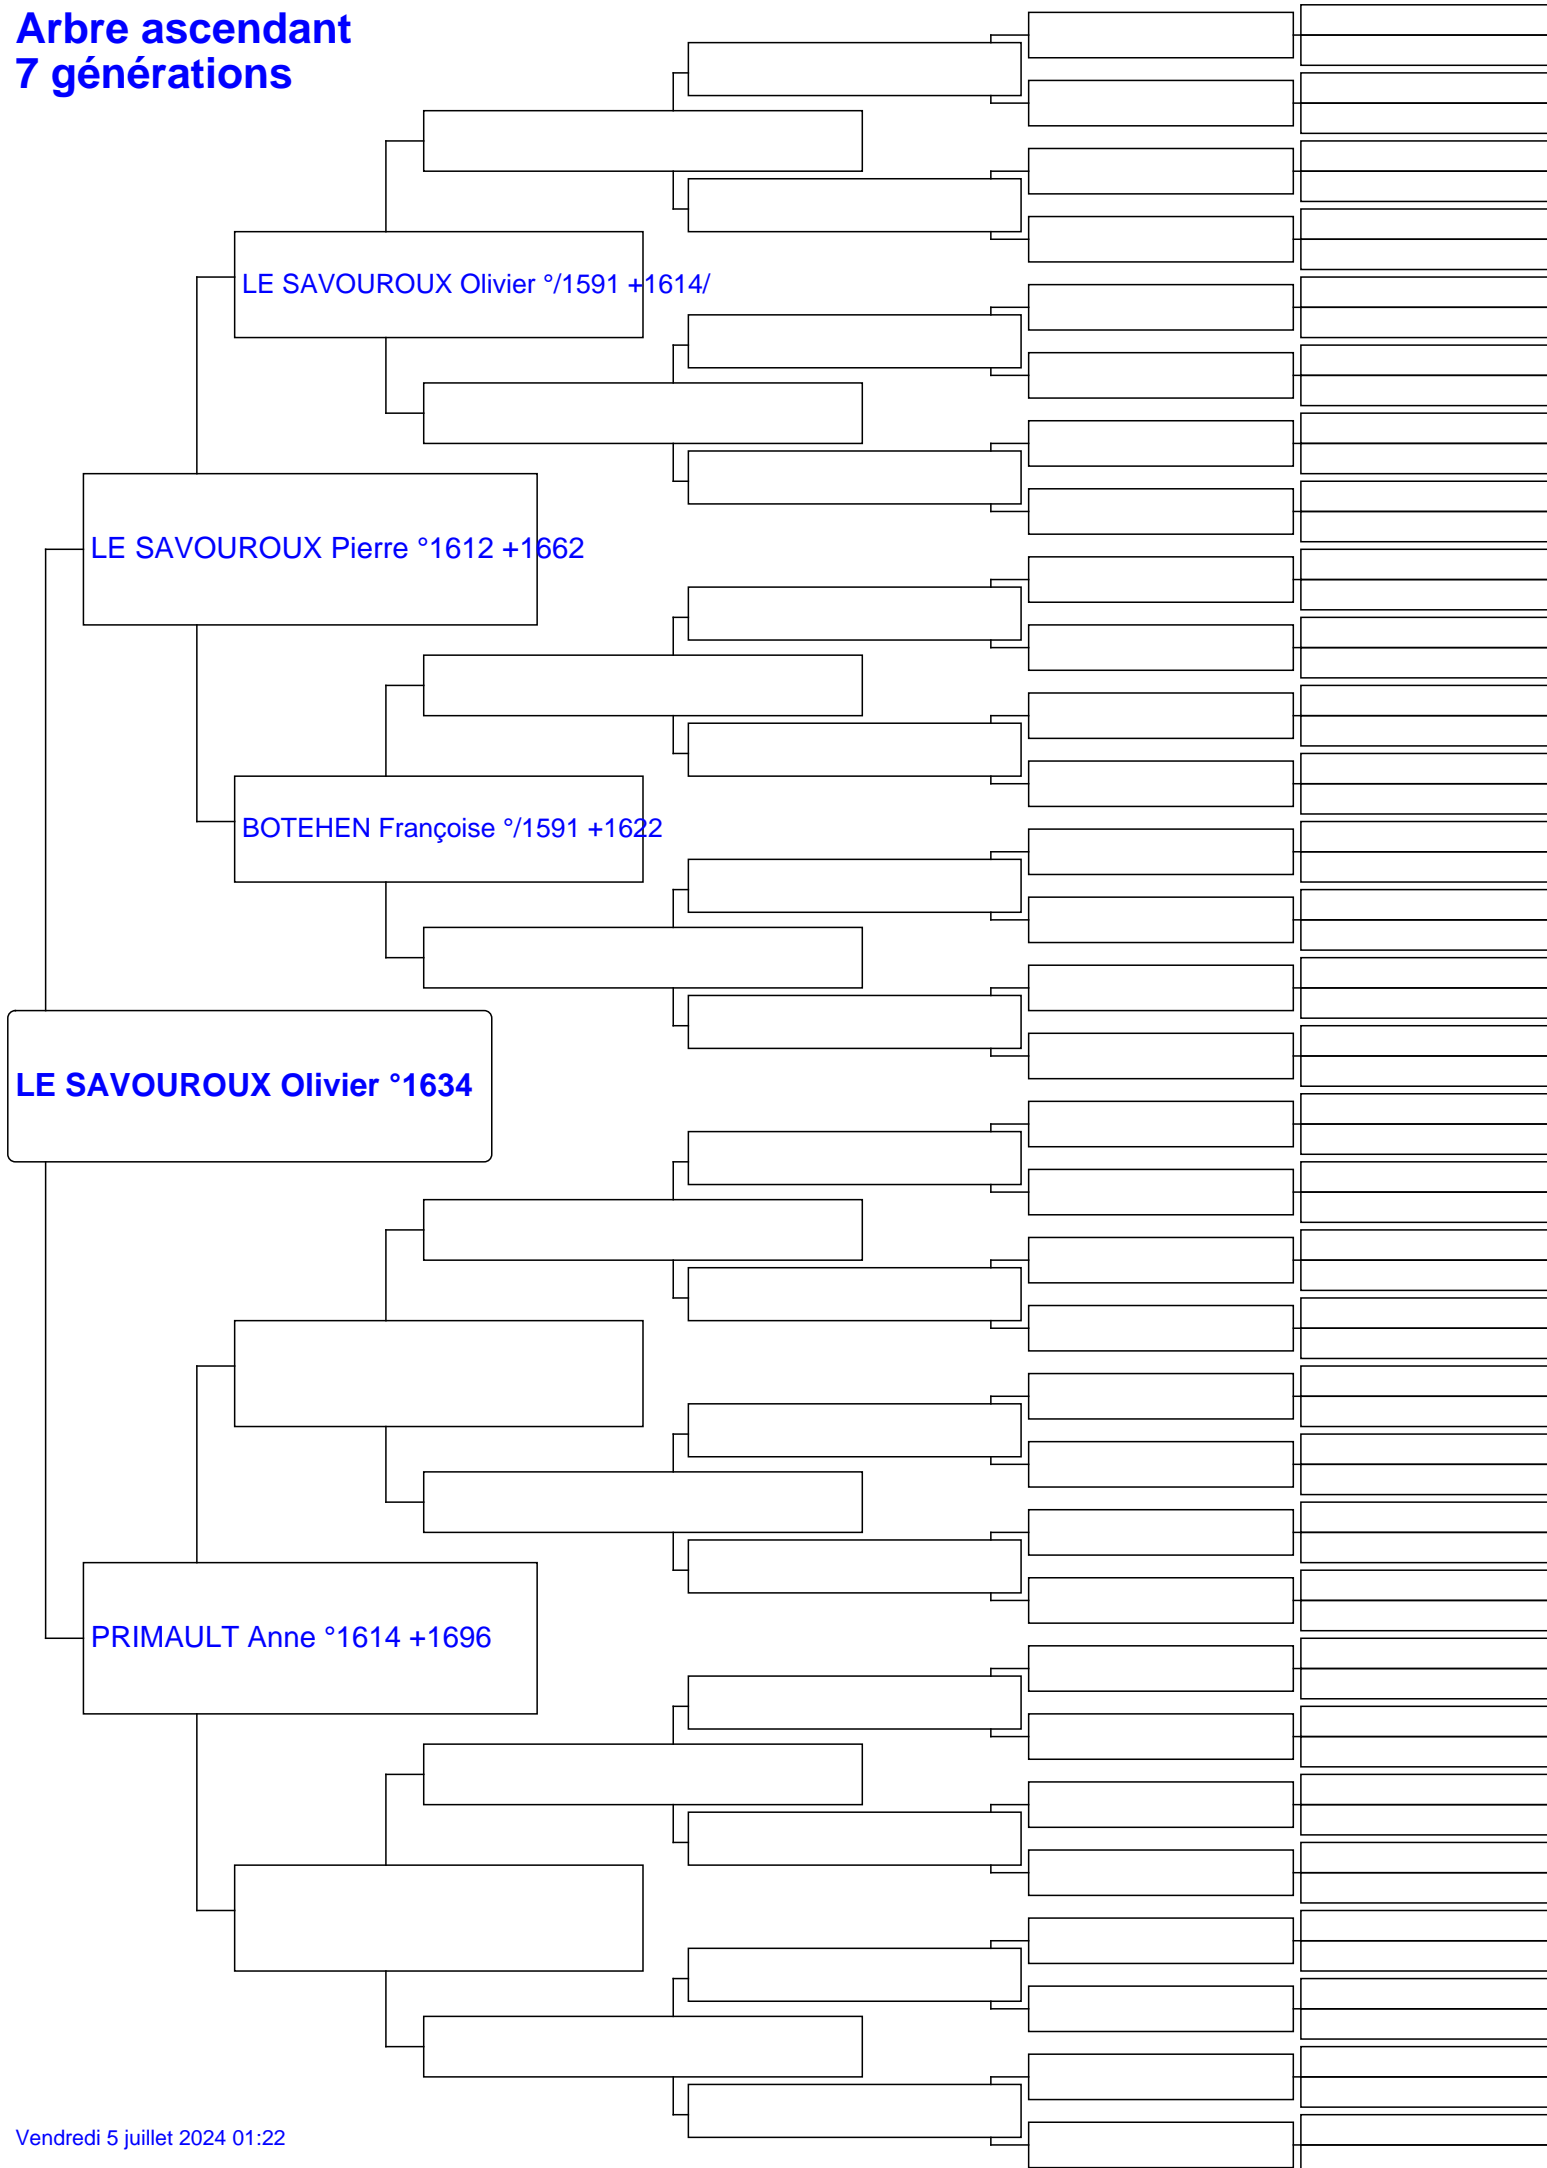 Arbre ascendant
7 générations
LE SAVOUROUX Olivier °/1591 +1614/
LE SAVOUROUX Pierre °1612 +1662
BOTEHEN Françoise °/1591 +1622
LE SAVOUROUX Olivier °1634
PRIMAULT Anne °1614 +1696
Vendredi 5 juillet 2024 01:22